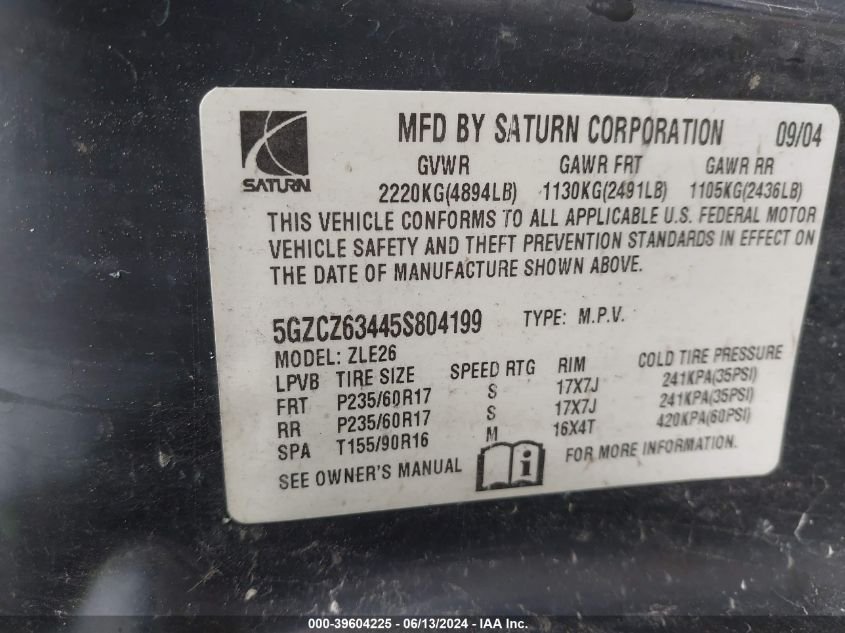 SATURN
MFD BY SATURN CORPORATION 09/04
GVWR GAWR FRT GAWR RR
2220KG(4894LB) 1130KG(2491LB) 1105KG(2436LB)
THIS VEHICLE CONFORMS TO ALL APPLICABLE U.S. FEDERAL MOTOR
VEHICLE SAFETY AND THEFT PREVENTION STANDARDS IN EFFECT ON
THE DATE OF MANUFACTURE SHOWN ABOVE.
5GZCZ63445S804199 TYPE: M.P.V.
MODEL: ZLE26
LPVB TIRE SIZE SPEED RTG RIM COLD TIRE PRESSURE
FRT P235/60R17 S 17X7J 241KPA(35PSI)
RR P235/60R17 S 17X7J 241KPA(35PSI)
SPA T155/90R16 M 16X4T 420KPA(60PSI)
SEE OWNER'S MANUAL i FOR MORE INFORMATION.
000-39604225 - 06/13/2024 - IAA Inc.